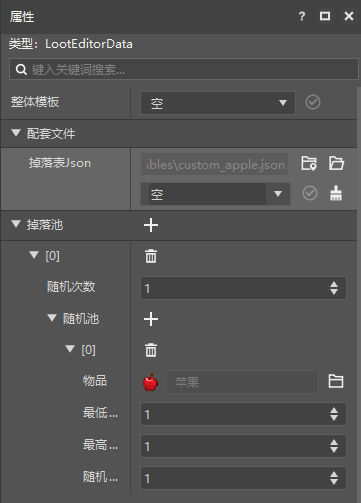 属性 ?
类型：LootEditorData
键入关键词搜索...
整体模板 空
配套文件
掉落表Json ıbles\custom_apple.json
空
掉落池
[0]
随机次数 1
随机池
[0]
物品 苹果
最低... 1
最高... 1
随机... 1